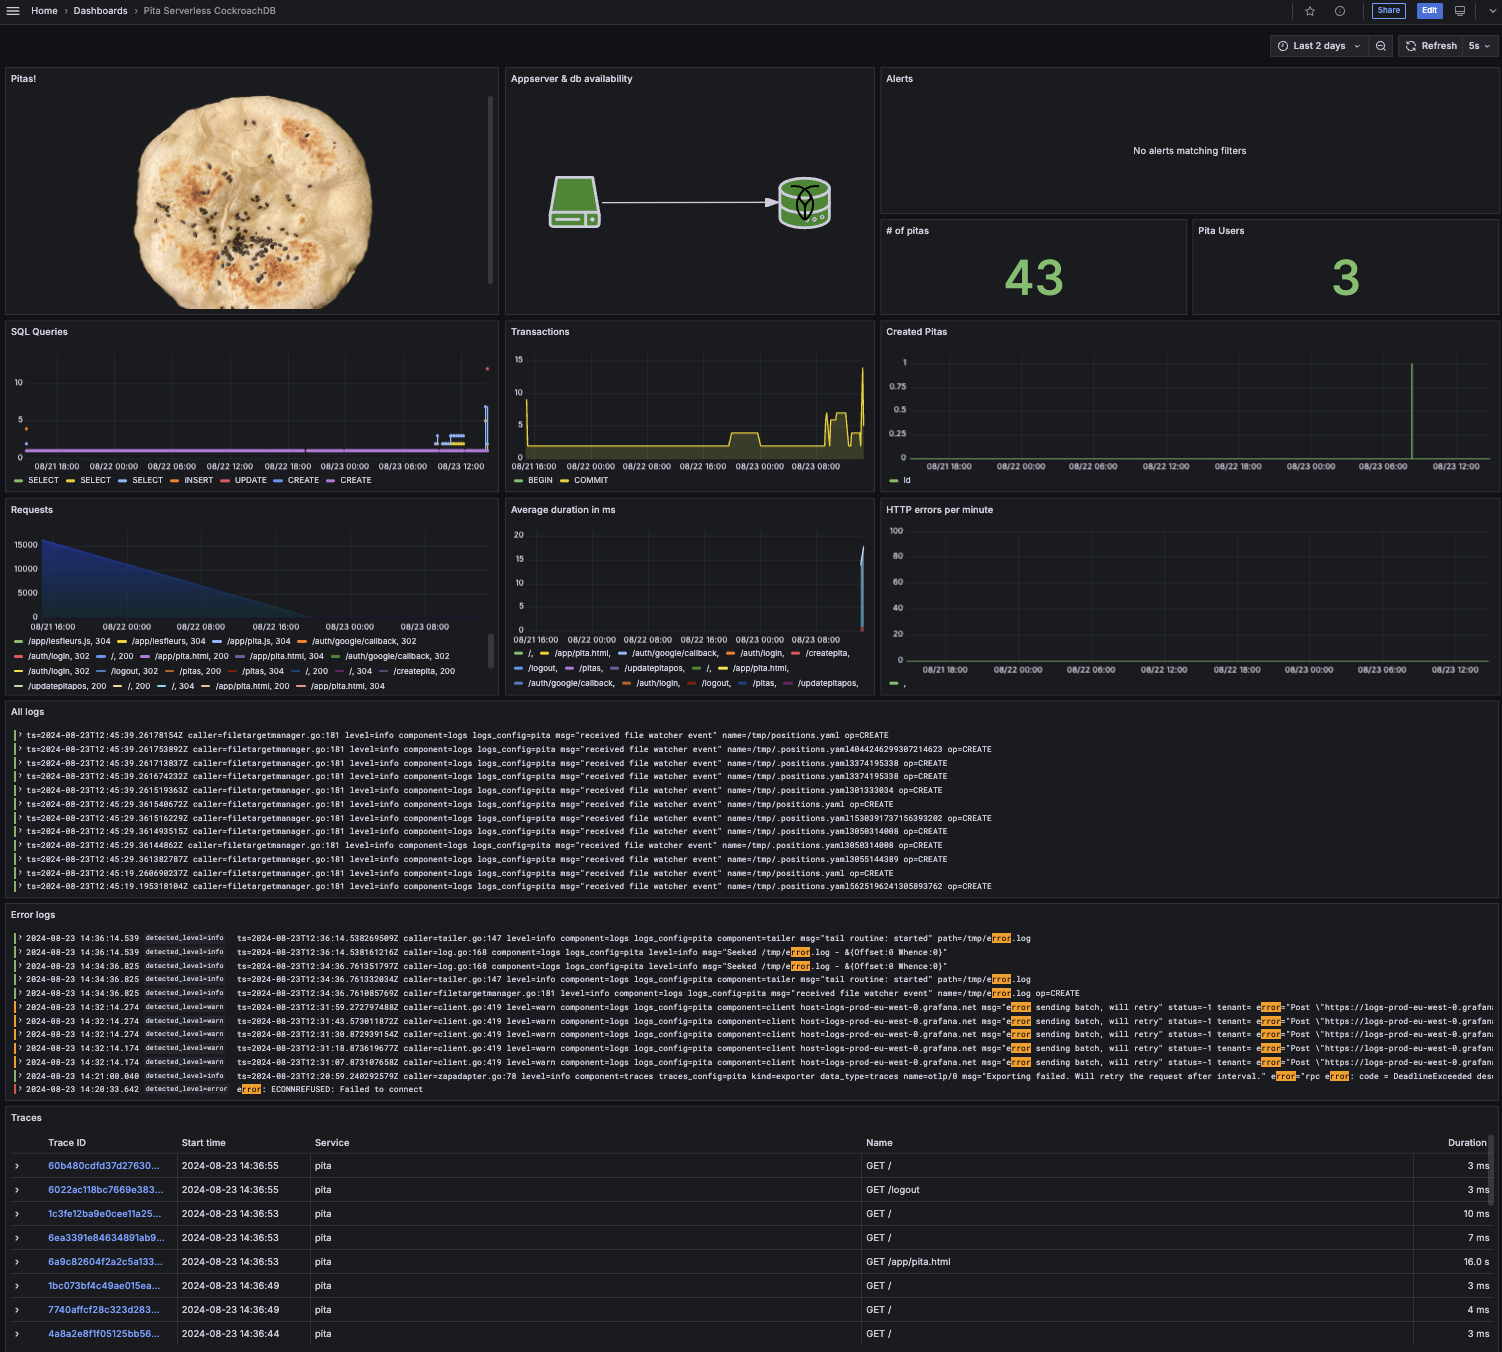 Home › Dashboards › Pita Serverless CockroachDB
Share Edit
Last 2 days Refresh 5s
Pitas!
Appserver & db availability
Alerts
No alerts matching filters
# of pitas
43
Pita Users
3
SQL Queries
10
5
0
08/21 18:00 08/22 00:00 08/22 06:00 08/22 12:00 08/22 18:00 08/23 00:00 08/23 06:00 08/23 12:00
SELECT SELECT SELECT INSERT UPDATE CREATE CREATE
Transactions
15
10
5
0
08/21 16:00 08/22 00:00 08/22 08:00 08/22 16:00 08/23 00:00 08/23 08:00
BEGIN COMMIT
Created Pitas
1
0.75
0.5
0.25
0
08/21 18:00 08/22 00:00 08/22 06:00 08/22 12:00 08/22 18:00 08/23 00:00 08/23 06:00 08/23 12:00
id
Requests
15000
10000
5000
0
08/21 16:00 08/22 00:00 08/22 08:00 08/22 16:00 08/23 00:00 08/23 08:00
/app/lesfleurs.js, 304 /app/lesfleurs, 304 /app/pita.js, 304 /auth/google/callback, 302
/auth/login, 302 /, 200 /app/pita.html, 200 /app/pita.html, 304 /auth/google/callback, 302
/auth/login, 302 /logout, 302 /pitas, 200 /pitas, 304 /, 200 /, 304 /createpita, 200
/updatepitapos, 200 /, 200 /, 304 /app/pita.html, 200 /app/pita.html, 304
Average duration in ms
20
15
10
5
0
08/21 16:00 08/22 00:00 08/22 08:00 08/22 16:00 08/23 00:00 08/23 08:00
/, /app/pita.html, /auth/google/callback, /auth/login, /createpita,
/logout, /pitas, /updatepitapos, /, /app/pita.html,
/auth/google/callback, /auth/login, /logout, /pitas, /updatepitapos,
HTTP errors per minute
100
80
60
40
20
0
08/21 18:00 08/22 00:00 08/22 06:00 08/22 12:00 08/22 18:00 08/23 00:00 08/23 06:00 08/23 12:00
,
All logs
ts=2024-08-23T12:45:39.26178154Z caller=filetargetmanager.go:181 level=info component=logs logs_config=pita msg="received file watcher event" name=/tmp/positions.yaml op=CREATE
ts=2024-08-23T12:45:39.261753892Z caller=filetargetmanager.go:181 level=info component=logs logs_config=pita msg="received file watcher event" name=/tmp/.positions.yaml4044246299307214623 op=CREATE
ts=2024-08-23T12:45:39.261713837Z caller=filetargetmanager.go:181 level=info component=logs logs_config=pita msg="received file watcher event" name=/tmp/.positions.yaml3374195338 op=CREATE
ts=2024-08-23T12:45:39.261674232Z caller=filetargetmanager.go:181 level=info component=logs logs_config=pita msg="received file watcher event" name=/tmp/.positions.yaml3374195338 op=CREATE
ts=2024-08-23T12:45:39.261519363Z caller=filetargetmanager.go:181 level=info component=logs logs_config=pita msg="received file watcher event" name=/tmp/.positions.yaml301333034 op=CREATE
ts=2024-08-23T12:45:29.361540672Z caller=filetargetmanager.go:181 level=info component=logs logs_config=pita msg="received file watcher event" name=/tmp/positions.yaml op=CREATE
ts=2024-08-23T12:45:29.361516229Z caller=filetargetmanager.go:181 level=info component=logs logs_config=pita msg="received file watcher event" name=/tmp/.positions.yaml1530391737156393202 op=CREATE
ts=2024-08-23T12:45:29.361493515Z caller=filetargetmanager.go:181 level=info component=logs logs_config=pita msg="received file watcher event" name=/tmp/.positions.yaml3050314008 op=CREATE
ts=2024-08-23T12:45:29.36144862Z caller=filetargetmanager.go:181 level=info component=logs logs_config=pita msg="received file watcher event" name=/tmp/.positions.yaml3050314008 op=CREATE
ts=2024-08-23T12:45:29.361382787Z caller=filetargetmanager.go:181 level=info component=logs logs_config=pita msg="received file watcher event" name=/tmp/.positions.yaml3055144389 op=CREATE
ts=2024-08-23T12:45:19.260690237Z caller=filetargetmanager.go:181 level=info component=logs logs_config=pita msg="received file watcher event" name=/tmp/positions.yaml op=CREATE
ts=2024-08-23T12:45:19.195318104Z caller=filetargetmanager.go:181 level=info component=logs logs_config=pita msg="received file watcher event" name=/tmp/.positions.yaml5625196241305893762 op=CREATE
Error logs
2024-08-23 14:36:14.539 detected_level=info ts=2024-08-23T12:36:14.538269509Z caller=tailer.go:147 level=info component=logs logs_config=pita component=tailer msg="tail routine: started" path=/tmp/error.log
2024-08-23 14:36:14.539 detected_level=info ts=2024-08-23T12:36:14.538161216Z caller=log.go:168 component=logs logs_config=pita level=info msg="Seeked /tmp/error.log - &{Offset:0 Whence:0}"
2024-08-23 14:34:36.825 detected_level=info ts=2024-08-23T12:34:36.761351797Z caller=log.go:168 component=logs logs_config=pita level=info msg="Seeked /tmp/error.log - &{Offset:0 Whence:0}"
2024-08-23 14:34:36.825 detected_level=info ts=2024-08-23T12:34:36.761332034Z caller=tailer.go:147 level=info component=logs logs_config=pita component=tailer msg="tail routine: started" path=/tmp/error.log
2024-08-23 14:34:36.825 detected_level=info ts=2024-08-23T12:34:36.761085769Z caller=filetargetmanager.go:181 level=info component=logs logs_config=pita msg="received file watcher event" name=/tmp/error.log op=CREATE
2024-08-23 14:32:14.274 detected_level=warn ts=2024-08-23T12:31:59.272797488Z caller=client.go:419 level=warn component=logs logs_config=pita component=client host=logs-prod-eu-west-0.grafana.net msg="error sending batch, will retry" status=-1 tenant= error="Post \"https://logs-prod-eu-west-0.grafan
2024-08-23 14:32:14.274 detected_level=warn ts=2024-08-23T12:31:43.573011872Z caller=client.go:419 level=warn component=logs logs_config=pita component=client host=logs-prod-eu-west-0.grafana.net msg="error sending batch, will retry" status=-1 tenant= error="Post \"https://logs-prod-eu-west-0.grafan
2024-08-23 14:32:14.274 detected_level=warn ts=2024-08-23T12:31:30.872939154Z caller=client.go:419 level=warn component=logs logs_config=pita component=client host=logs-prod-eu-west-0.grafana.net msg="error sending batch, will retry" status=-1 tenant= error="Post \"https://logs-prod-eu-west-0.grafan
2024-08-23 14:32:14.174 detected_level=warn ts=2024-08-23T12:31:18.873619677Z caller=client.go:419 level=warn component=logs logs_config=pita component=client host=logs-prod-eu-west-0.grafana.net msg="error sending batch, will retry" status=-1 tenant= error="Post \"https://logs-prod-eu-west-0.grafan
2024-08-23 14:32:14.174 detected_level=warn ts=2024-08-23T12:31:07.873107658Z caller=client.go:419 level=warn component=logs logs_config=pita component=client host=logs-prod-eu-west-0.grafana.net msg="error sending batch, will retry" status=-1 tenant= error="Post \"https://logs-prod-eu-west-0.grafan
2024-08-23 14:21:00.040 detected_level=info ts=2024-08-23T12:20:59.240292579Z caller=zapadapter.go:78 level=info component=traces traces_config=pita kind=exporter data_type=traces name=otlp/0 msg="Exporting failed. Will retry the request after interval." error="rpc error: code = DeadlineExceeded desc
2024-08-23 14:20:33.642 detected_level=error error: ECONNREFUSED: Failed to connect
Traces
Trace ID Start time Service Name Duration
60b480cdfd37d27630... 2024-08-23 14:36:55 pita GET / 3 ms
6022ac118bc7669e383... 2024-08-23 14:36:55 pita GET /logout 3 ms
1c3fe12ba9e0cee11a25... 2024-08-23 14:36:53 pita GET / 10 ms
6ea3391e84634891ab9... 2024-08-23 14:36:53 pita GET / 7 ms
6a9c82604f2a2c5a133... 2024-08-23 14:36:53 pita GET /app/pita.html 16.0 s
1bc073bf4c49ae015ea... 2024-08-23 14:36:49 pita GET / 3 ms
7740affcf28c323d283... 2024-08-23 14:36:49 pita GET / 4 ms
4a8a2e8f1f05125bb56... 2024-08-23 14:36:44 pita GET / 3 ms